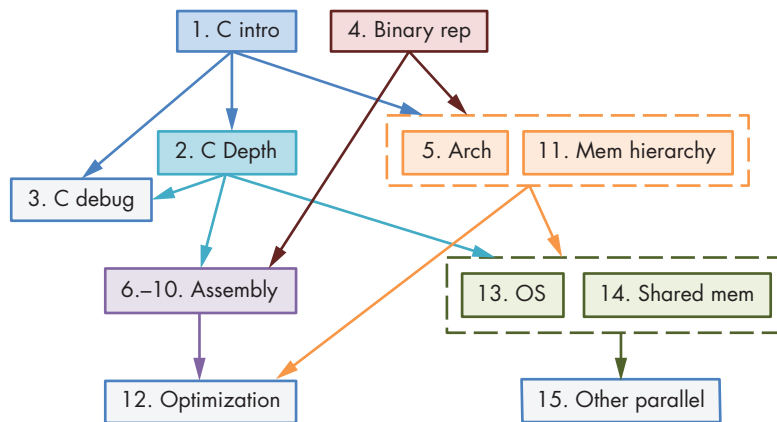 1. C intro
4. Binary rep
2. C Depth
5. Arch
11. Mem hierarchy
3. C debug
6.–10. Assembly
13. OS
14. Shared mem
12. Optimization
15. Other parallel